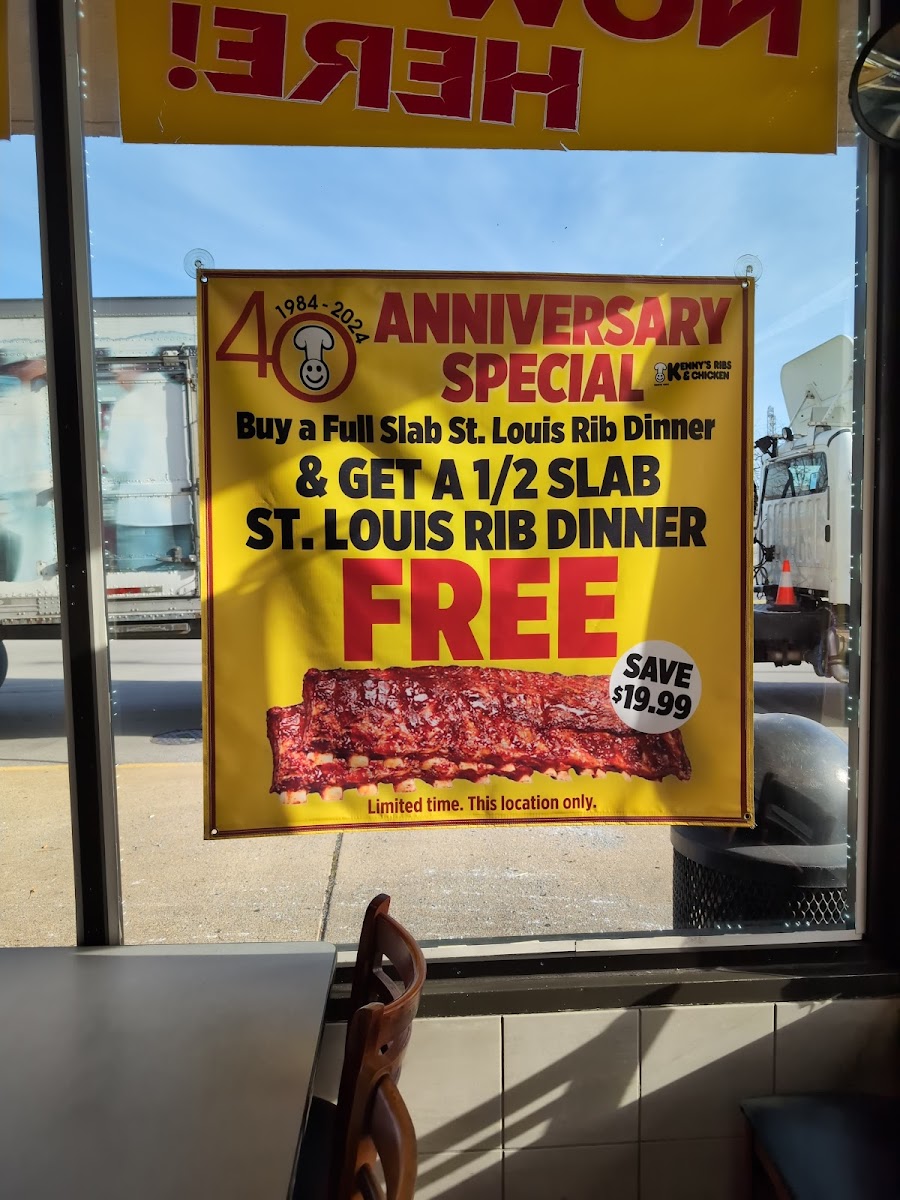 NOW
HERE!
40
1984-2024
ANNIVERSARY
SPECIAL
KENNY'S RIBS
& CHICKEN
Buy a Full Slab St. Louis Rib Dinner
& GET A 1/2 SLAB
ST. LOUIS RIB DINNER
FREE
SAVE
$19.99
Limited time. This location only.